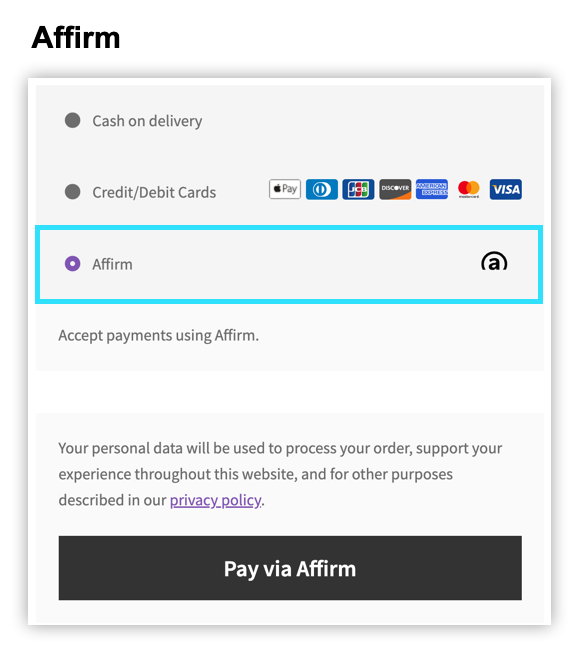 Affirm
Cash on delivery
Credit/Debit Cards Pay JCB DISCOVER AMERICAN EXPRESS mastercard VISA
Affirm a
Accept payments using Affirm.
Your personal data will be used to process your order, support your
experience throughout this website, and for other purposes
described in our privacy policy.
Pay via Affirm